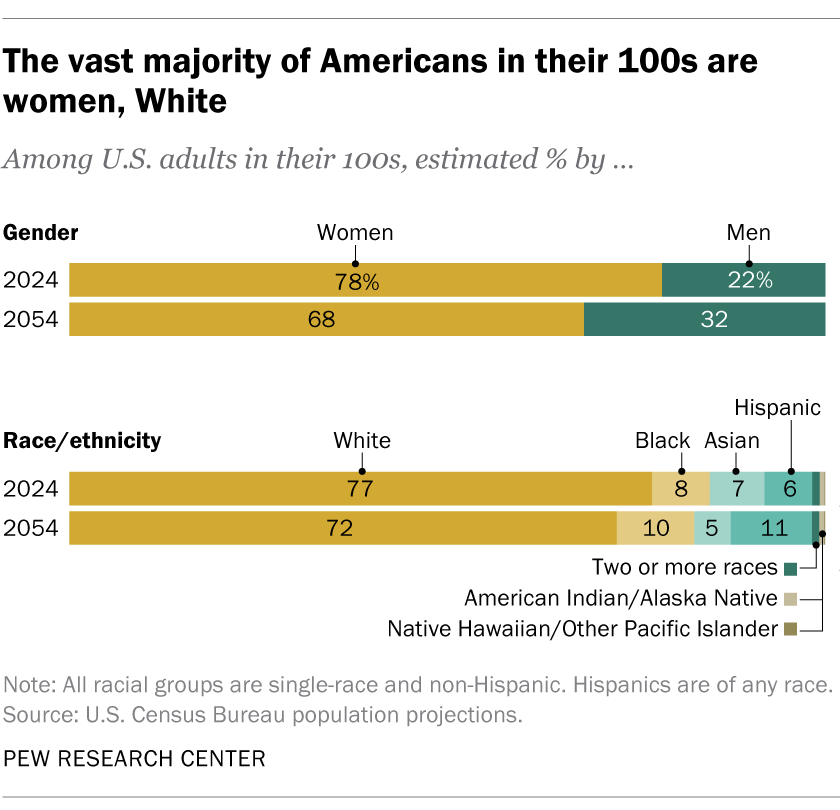 The vast majority of Americans in their 100s are
women, White
Among U.S. adults in their 100s, estimated % by ...
Gender
Women
Men
2024
78%
22%
2054
68
32
Hispanic
Race/ethnicity
White
Black
Asian
2024
77
8
7
6
2054
72
10
5
11
Two or more races
American Indian/Alaska Native
Native Hawaiian/Other Pacific Islander
Note: All racial groups are single-race and non-Hispanic. Hispanics are of any race.
Source: U.S. Census Bureau population projections.
PEW RESEARCH CENTER